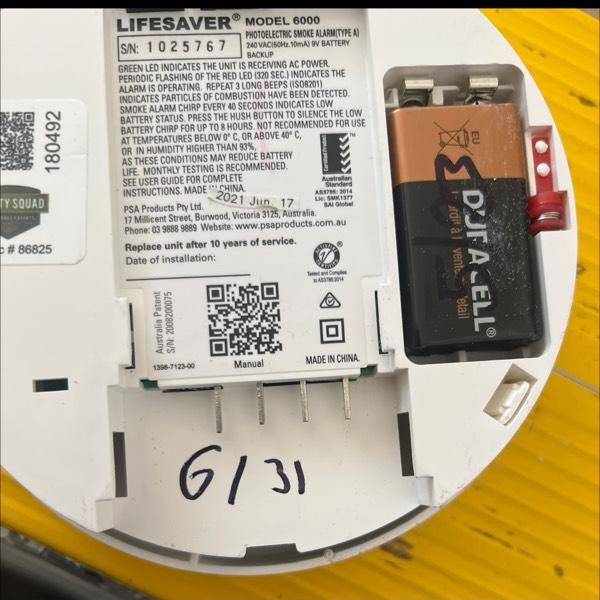 LIFESAVER® MODEL 6000
S/N: 1025767
PHOTOELECTRIC SMOKE ALARM(TYPE A)
240 VAC(50Hz.10mA) 9V BATTERY
BACKUP
GREEN LED INDICATES THE UNIT IS RECEIVING AC POWER.
PERIODIC FLASHING OF THE RED LED (320 SEC.) INDICATES THE
ALARM IS OPERATING. REPEAT 3 LONG BEEPS (ISO8201)
INDICATES PARTICLES OF COMBUSTION HAVE BEEN DETECTED.
SMOKE ALARM CHIRP EVERY 40 SECONDS INDICATES LOW
BATTERY STATUS. PRESS THE HUSH BUTTON TO SILENCE THE LOW
BATTERY CHIRP FOR UP TO 8 HOURS. NOT RECOMMENDED FOR USE
AT TEMPERATURES BELOW 0° C, OR ABOVE 40° C,
OR IN HUMIDITY HIGHER THAN 93%,
AS THESE CONDITIONS MAY REDUCE BATTERY
LIFE. MONTHLY TESTING IS RECOMMENDED.
SEE USER GUIDE FOR COMPLETE
INSTRUCTIONS. MADE IN
2021 Jun. 17
PSA Products Pty Ltd.
17 Millicent Street, Burwood, Victoria 3125, Australia.
Phone: 03 9888 9889 Website: www.psaproducts.com.au
Replace unit after 10 years of service.
Date of installation:
Certified Product
Australian
Standard
AS3786: 2014
Lic: SMK1377
SAI Global
Tested and Complies
to AS3786.2014
Australia Patent
S/N: 2008200075
1398-7123-00
Manual
MADE IN CHINA.
180492
TY SQUAD
c # 86825
EU
DURACELL®
6/31